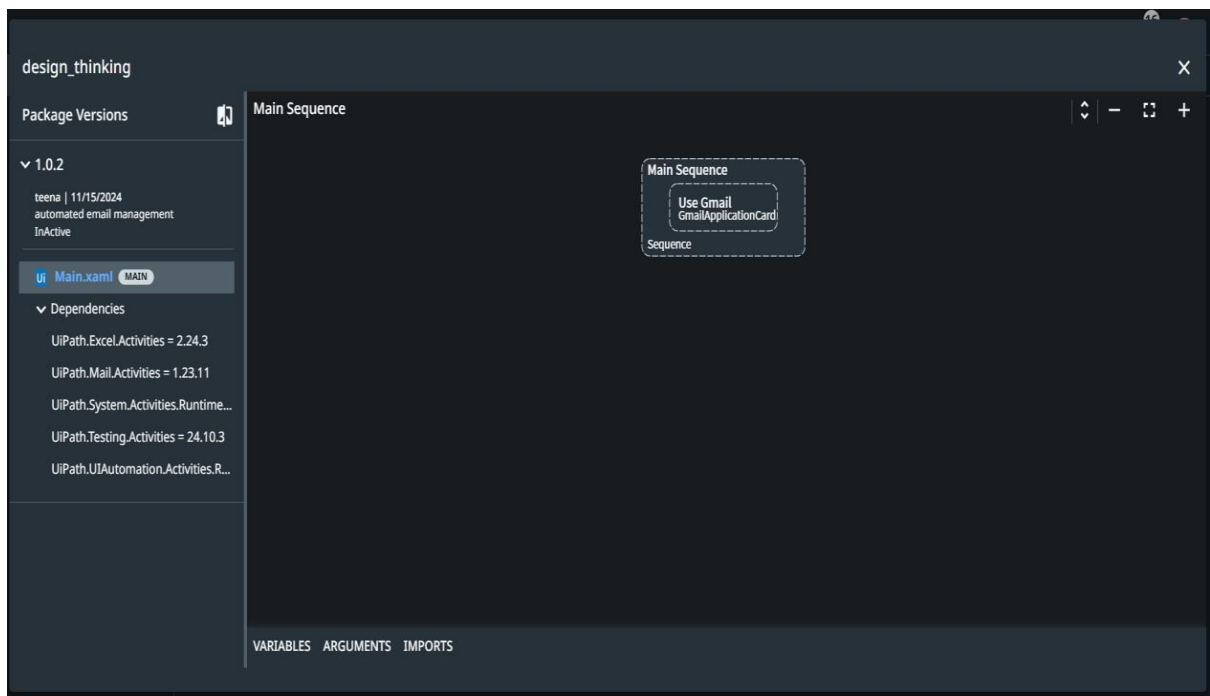 design_thinking
X
Package Versions
Main Sequence
1.0.2
teena | 11/15/2024
automated email management
InActive
Ui Main.xaml MAIN
Dependencies
UiPath.Excel.Activities = 2.24.3
UiPath.Mail.Activities = 1.23.11
UiPath.System.Activities.Runtime...
UiPath.Testing.Activities = 24.10.3
UiPath.UIAutomation.Activities.R...
Main Sequence
Use Gmail
GmailApplicationCard
Sequence
VARIABLES ARGUMENTS IMPORTS